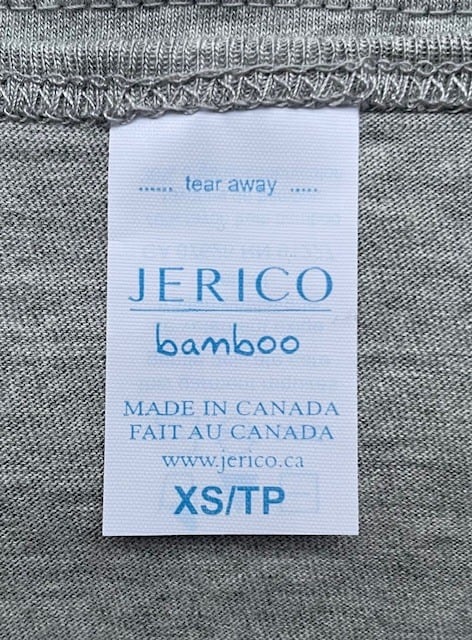 ...... tear away .....
JERICO
bamboo
MADE IN CANADA
FAIT AU CANADA
www.jerico.ca
XS/TP